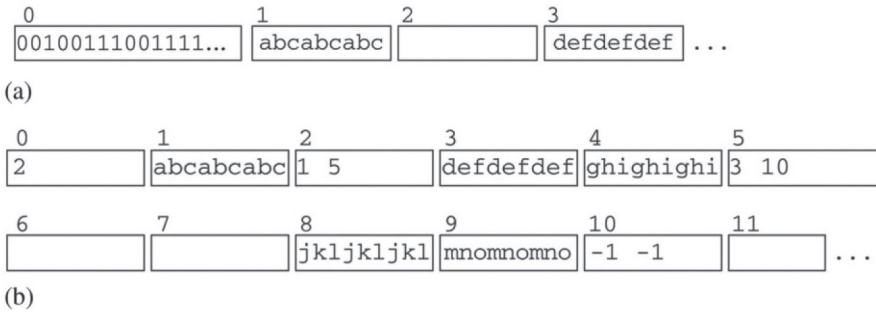 0 1 2 3
00100111001111... abcabcabc defdefdef ...
(a)
0 1 2 3 4 5
2 abcabcabc 1 5 defdefdef ghighighi 3 10
6 7 8 9 10 11
jkljkljkl mnomnomno -1 -1 ...
(b)